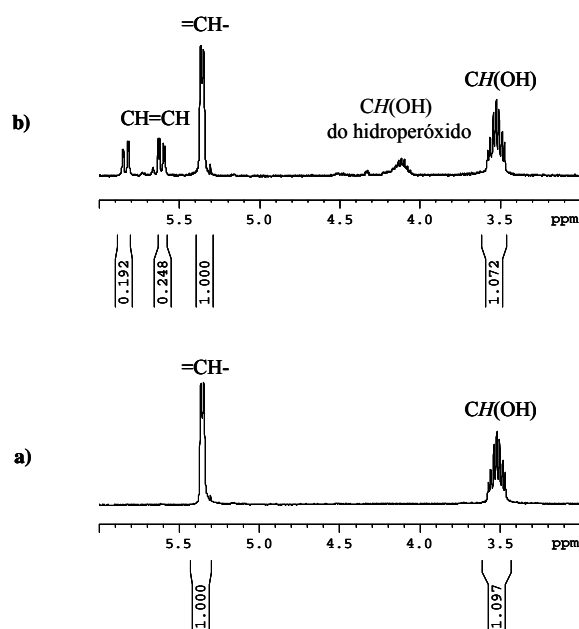 =CH-
CH(OH)
CH=CH
CH(OH)
do hidroperóxido
b)
5.5 5.0 4.5 4.0 3.5 ppm
0.192 0.248 1.000 1.072
=CH-
CH(OH)
a)
5.5 5.0 4.5 4.0 3.5 ppm
1.000 1.097